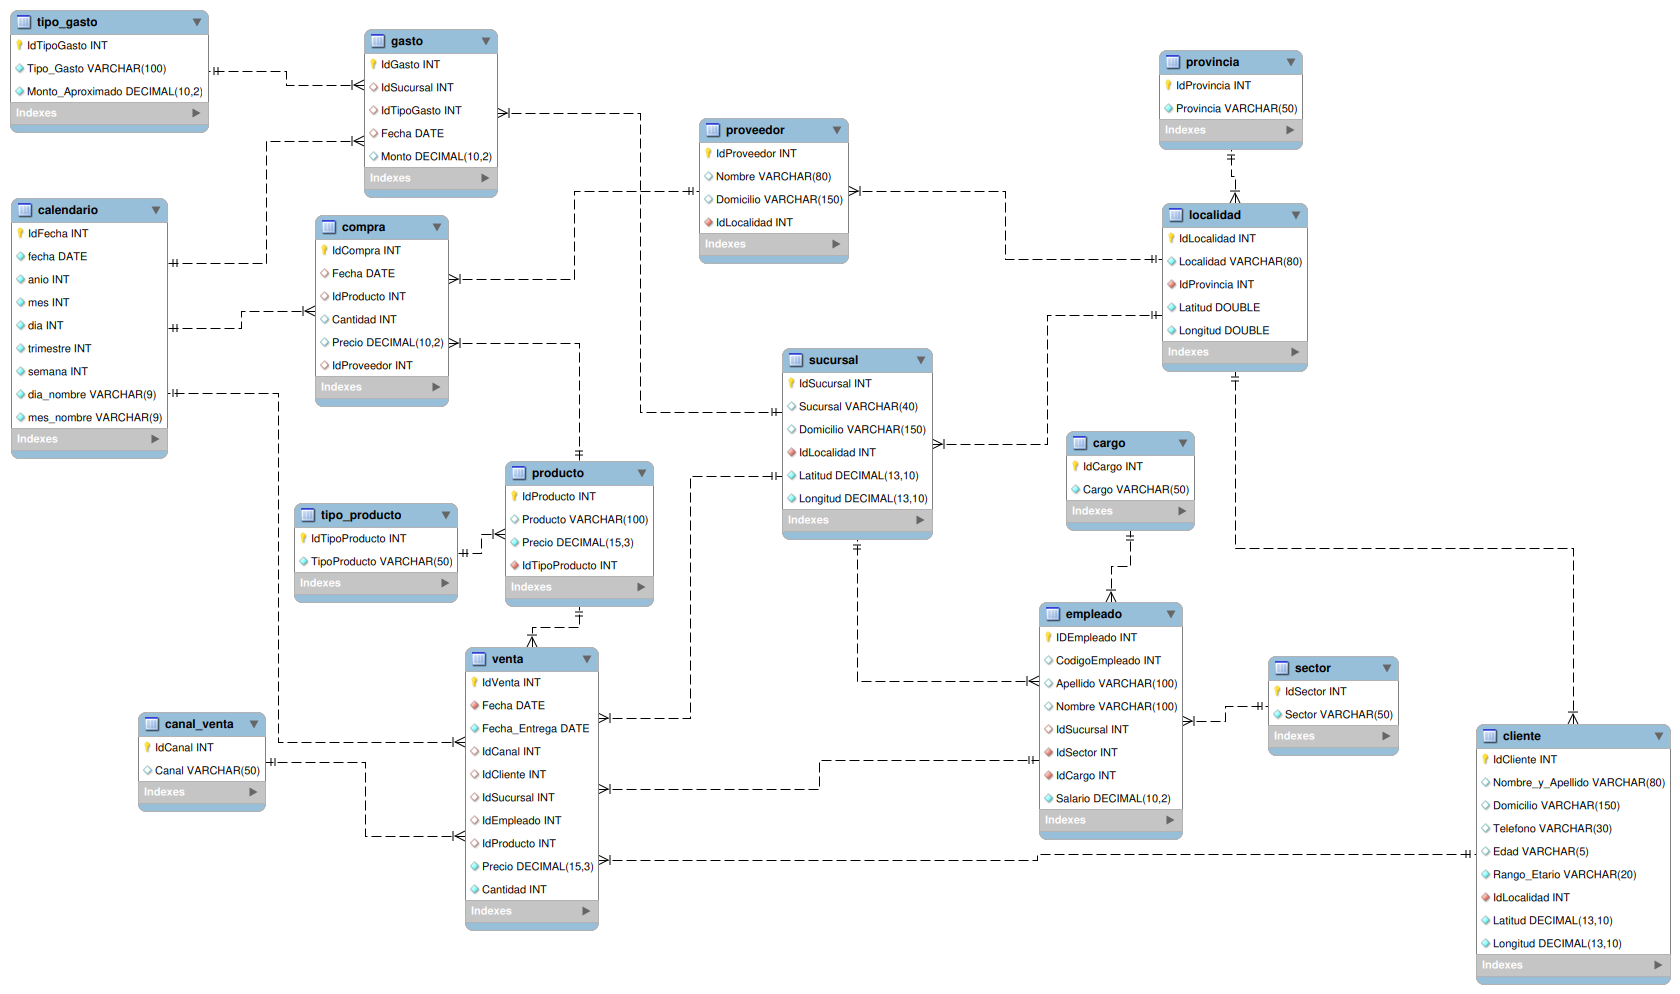 tipo_gasto
IdTipoGasto INT
Tipo_Gasto VARCHAR(100)
Monto_Aproximado DECIMAL(10,2)
Indexes
gasto
IdGasto INT
IdSucursal INT
IdTipoGasto INT
Fecha DATE
Monto DECIMAL(10,2)
Indexes
provincia
IdProvincia INT
Provincia VARCHAR(50)
Indexes
proveedor
IdProveedor INT
Nombre VARCHAR(80)
Domicilio VARCHAR(150)
IdLocalidad INT
Indexes
calendario
IdFecha INT
fecha DATE
anio INT
mes INT
dia INT
trimestre INT
semana INT
dia_nombre VARCHAR(9)
mes_nombre VARCHAR(9)
Indexes
compra
IdCompra INT
Fecha DATE
IdProducto INT
Cantidad INT
Precio DECIMAL(10,2)
IdProveedor INT
Indexes
localidad
IdLocalidad INT
Localidad VARCHAR(80)
IdProvincia INT
Latitud DOUBLE
Longitud DOUBLE
Indexes
sucursal
IdSucursal INT
Sucursal VARCHAR(40)
Domicilio VARCHAR(150)
IdLocalidad INT
Latitud DECIMAL(13,10)
Longitud DECIMAL(13,10)
Indexes
cargo
IdCargo INT
Cargo VARCHAR(50)
Indexes
producto
IdProducto INT
Producto VARCHAR(100)
Precio DECIMAL(15,3)
IdTipoProducto INT
Indexes
tipo_producto
IdTipoProducto INT
TipoProducto VARCHAR(50)
Indexes
empleado
IDEmpleado INT
CodigoEmpleado INT
Apellido VARCHAR(100)
Nombre VARCHAR(100)
IdSucursal INT
IdSector INT
IdCargo INT
Salario DECIMAL(10,2)
Indexes
sector
IdSector INT
Sector VARCHAR(50)
Indexes
venta
IdVenta INT
Fecha DATE
Fecha_Entrega DATE
IdCanal INT
IdCliente INT
IdSucursal INT
IdEmpleado INT
IdProducto INT
Precio DECIMAL(15,3)
Cantidad INT
Indexes
canal_venta
IdCanal INT
Canal VARCHAR(50)
Indexes
cliente
IdCliente INT
Nombre_y_Apellido VARCHAR(80)
Domicilio VARCHAR(150)
Telefono VARCHAR(30)
Edad VARCHAR(5)
Rango_Etario VARCHAR(20)
IdLocalidad INT
Latitud DECIMAL(13,10)
Longitud DECIMAL(13,10)
Indexes